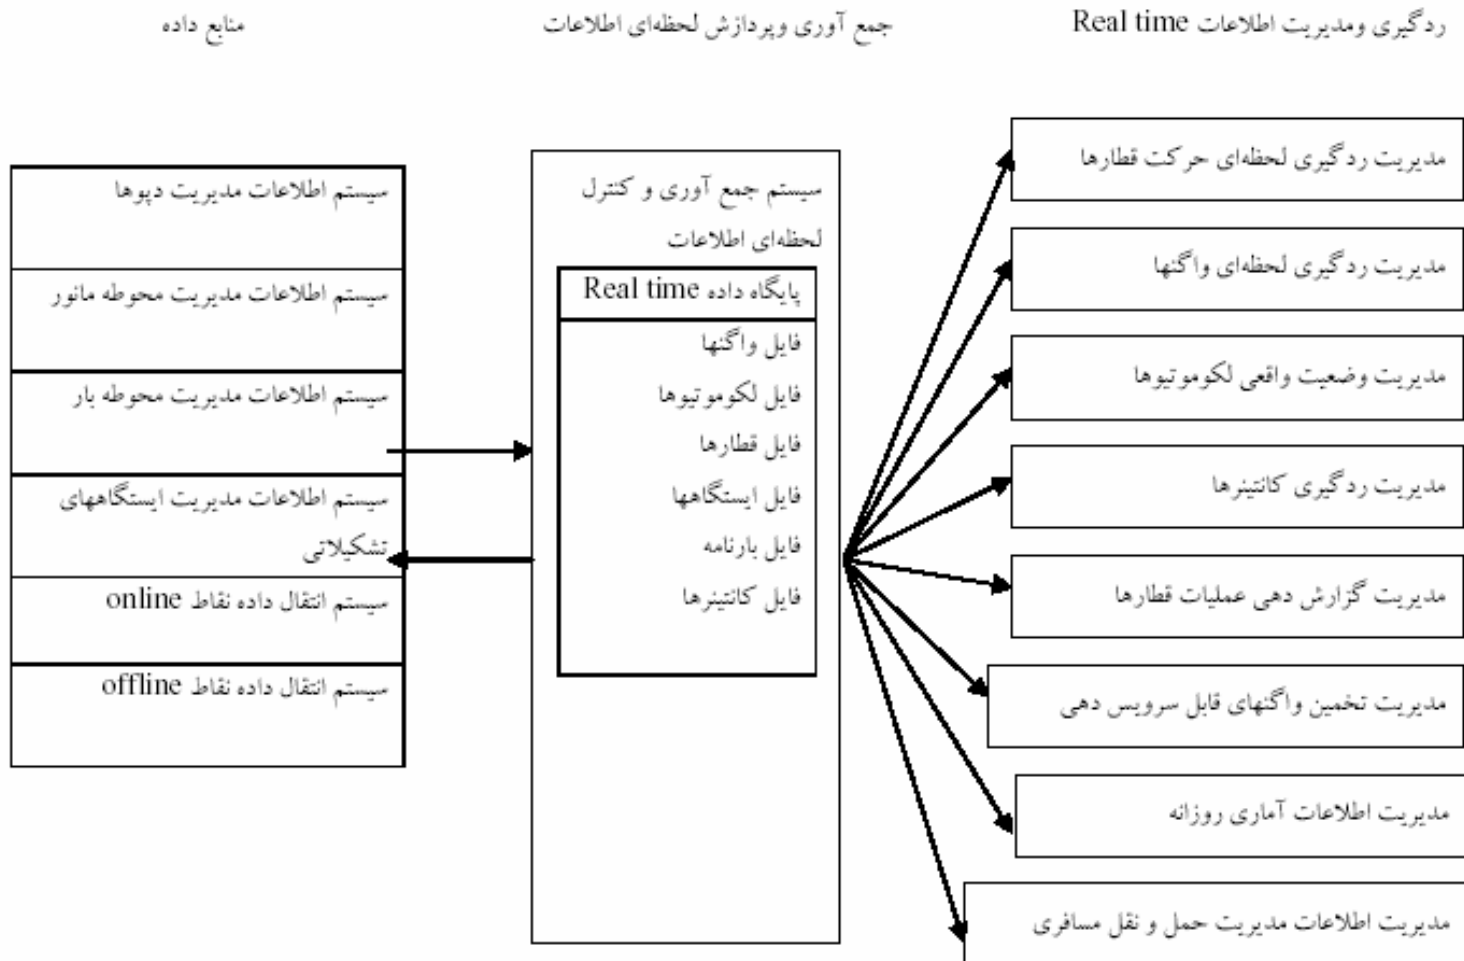 ردگیری ومدیریت اطلاعات Real time
جمع آوری وپردازش لحظه‌ای اطلاعات
منابع داده
مدیریت ردگیری لحظه‌ای حرکت قطارها
مدیریت ردگیری لحظه‌ای واگنها
مدیریت وضعیت واقعی لکوموتیوها
مدیریت ردگیری کانتینرها
مدیریت گزارش دهی عملیات قطارها
مدیریت تخمین واگنهای قابل سرویس دهی
مدیریت اطلاعات آماری روزانه
مدیریت اطلاعات مدیریت حمل و نقل مسافری
سیستم جمع آوری و کنترل
لحظه‌ای اطلاعات
پایگاه داده Real time
فایل واگنها
فایل لکوموتیوها
فایل قطارها
فایل ایستگاهها
فایل بارنامه
فایل کانتینرها
سیستم اطلاعات مدیریت دپوها
سیستم اطلاعات مدیریت محوطه مانور
سیستم اطلاعات مدیریت محوطه بار
سیستم اطلاعات مدیریت ایستگاههای
تشکیلاتی
سیستم انتقال داده نقاط online
سیستم انتقال داده نقاط offline